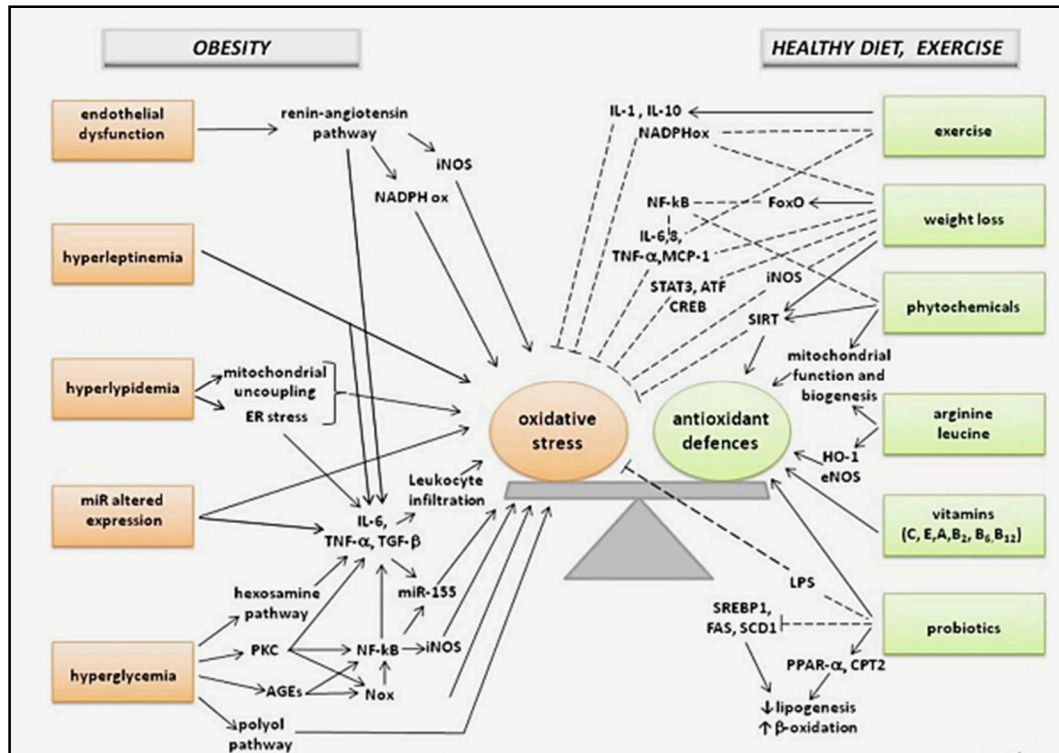 OBESITY
HEALTHY DIET, EXERCISE
endothelial
dysfunction
renin-angiotensin
pathway
iNOS
NADPH ox
hyperleptinemia
hyperlypidemia
mitochondrial
uncoupling
ER stress
miR altered
expression
Leukocyte
infiltration
IL-6,
TNF-α, TGF-β
hexosamine
pathway
miR-155
hyperglycemia
PKC
NF-kB
iNOS
AGEs
Nox
polyol
pathway
oxidative
stress
antioxidant
defences
IL-1 , IL-10
NADPHox
exercise
NF-kB
FoxO
weight loss
IL-6,8,
TNF-α,MCP-1
iNOS
STAT3, ATF
CREB
SIRT
phytochemicals
mitochondrial
function and
biogenesis
arginine
leucine
HO-1
eNOS
vitamins
(C, E,A,B2, B6,B12)
LPS
SREBP1,
FAS, SCD1
probiotics
PPAR-α, CPT2
↓lipogenesis
↑β-oxidation